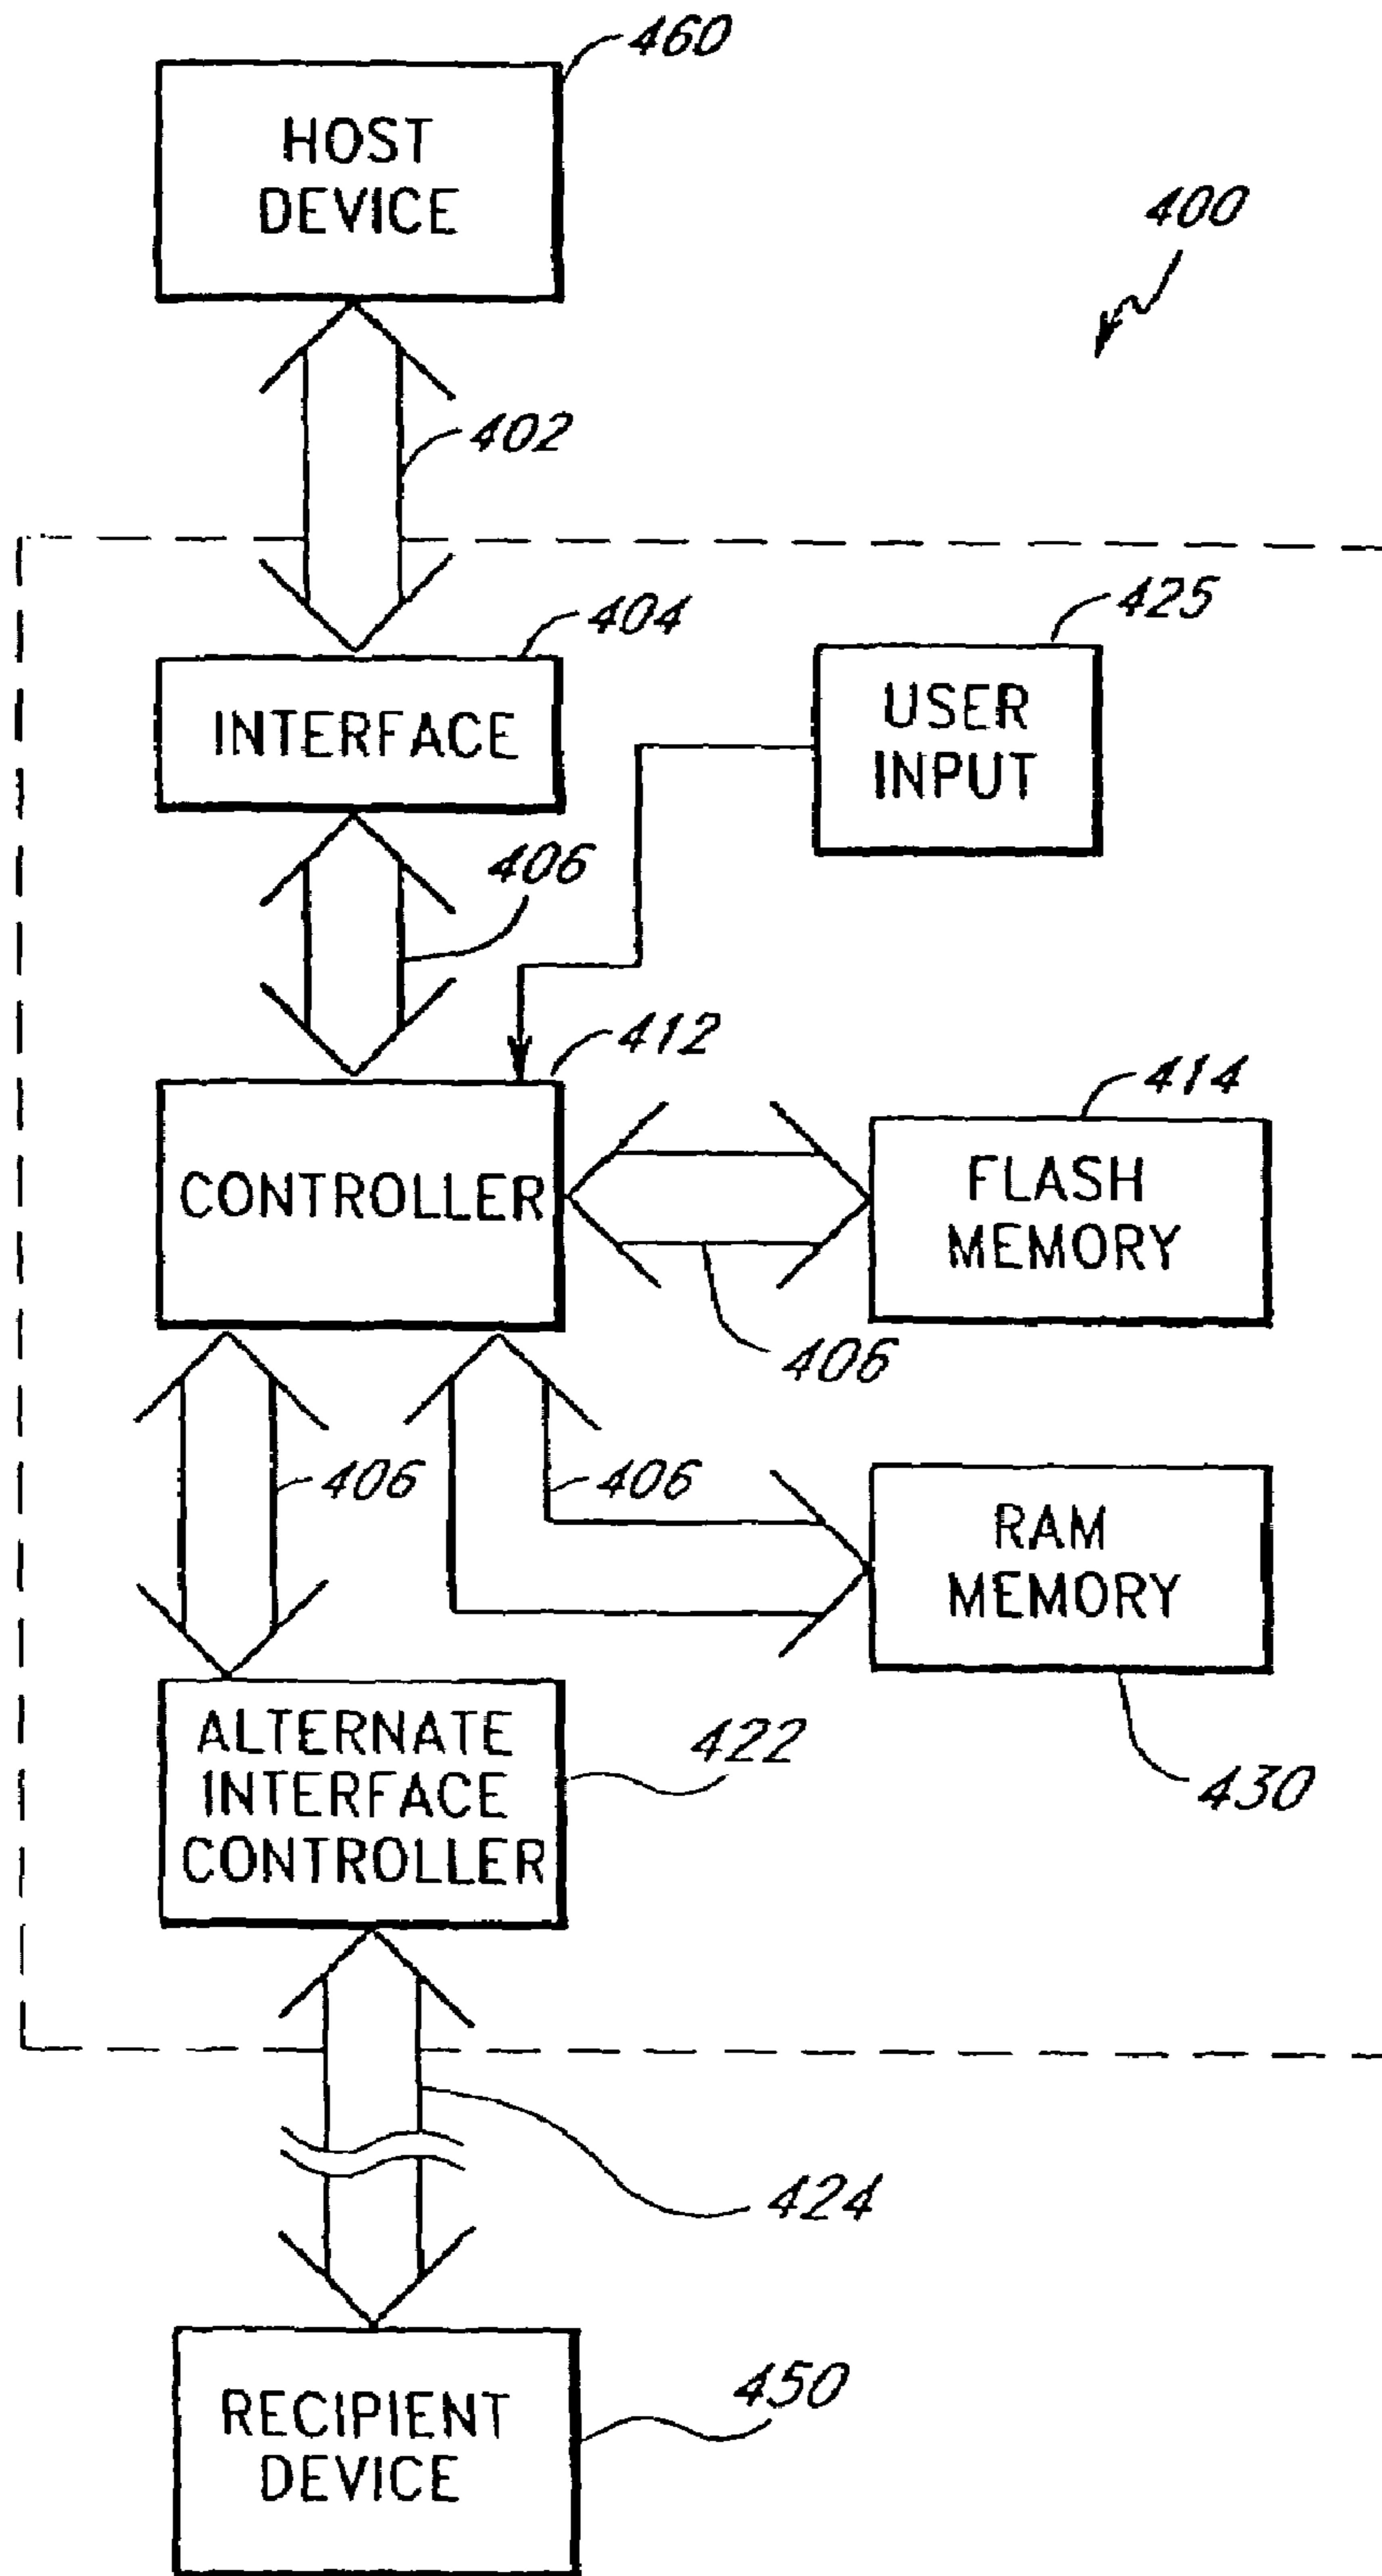 460
HOST
DEVICE
400
402
404
INTERFACE
425
USER
INPUT
406
412
CONTROLLER
414
FLASH
MEMORY
406
406
406
RAM
MEMORY
430
ALTERNATE
INTERFACE
CONTROLLER
422
424
450
RECIPIENT
DEVICE